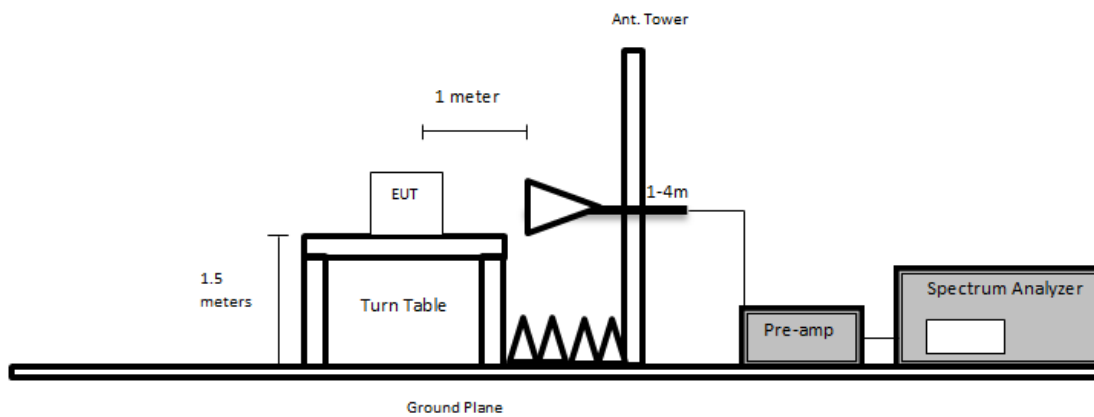 Ant. Tower
1 meter
EUT
1-4m
1.5
meters
Turn Table
Spectrum Analyzer
Pre-amp
Ground Plane